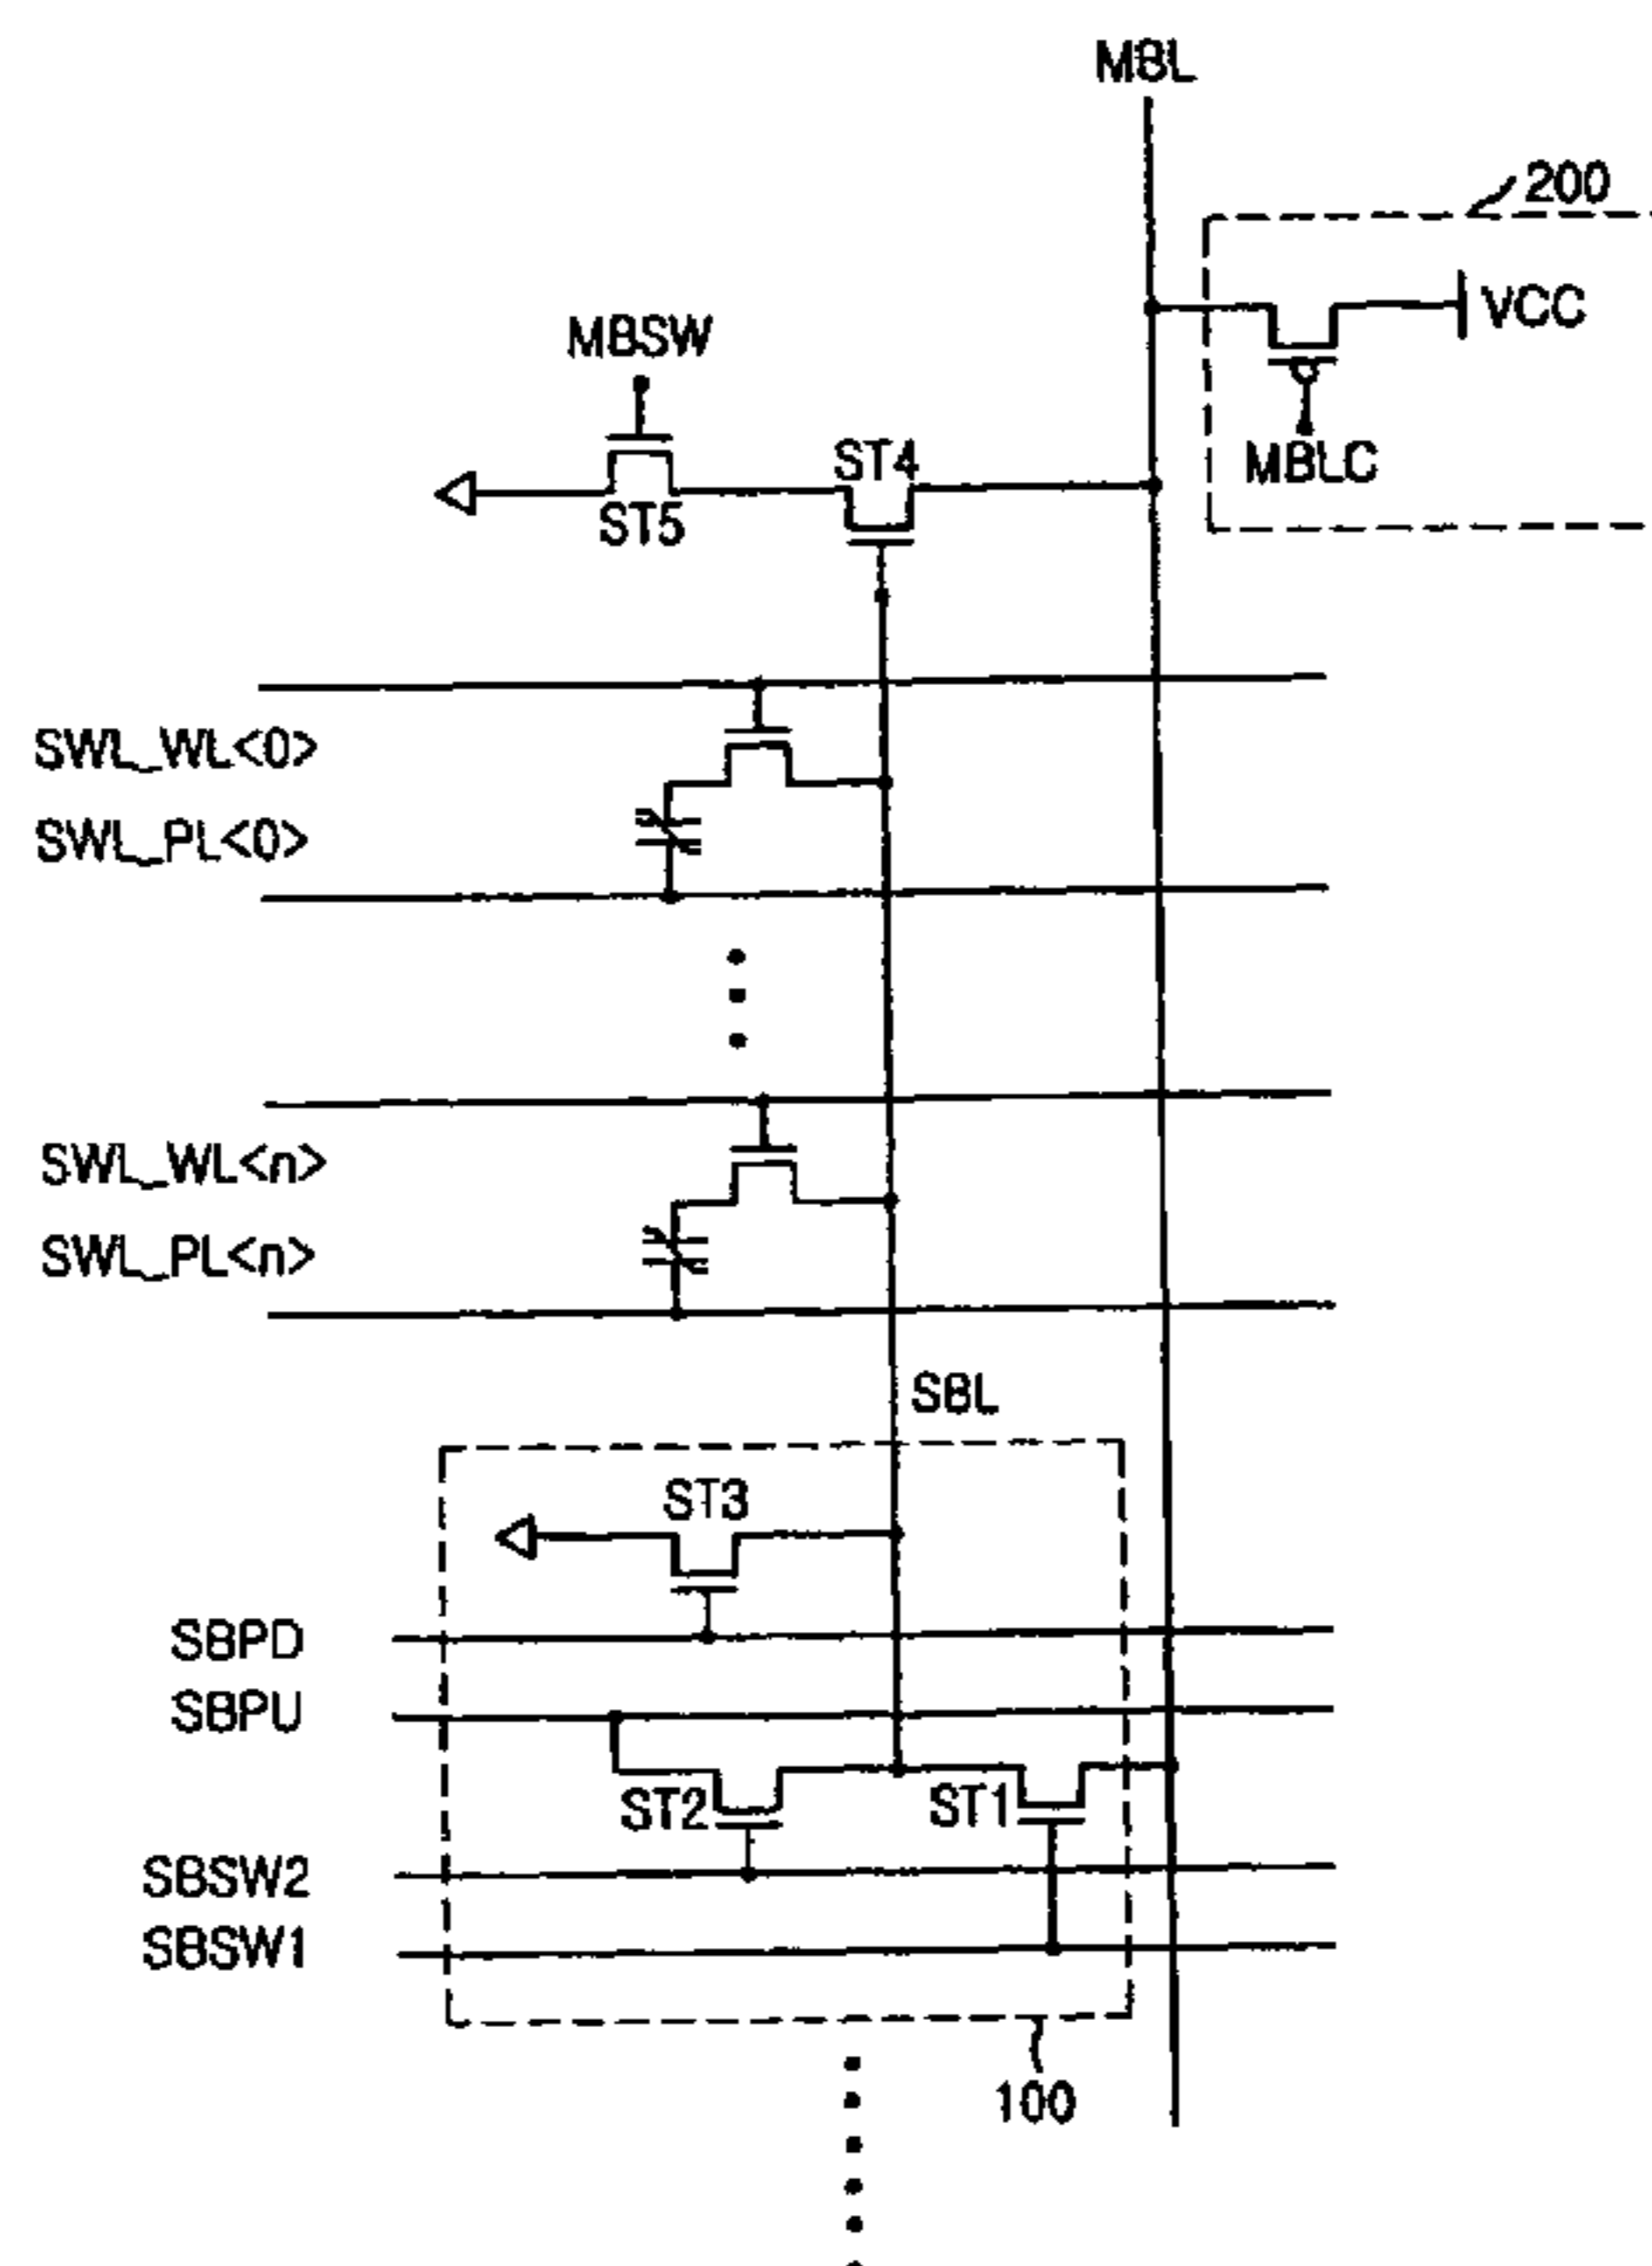 MBL
200
VCC
MBSW
MBLC
ST4
ST5
SWL_WL<0>
SWL_PL<0>
SWL_WL<n>
SWL_PL<n>
SBL
ST3
SBPD
SBPU
ST2
ST1
SBSW2
SBSW1
100